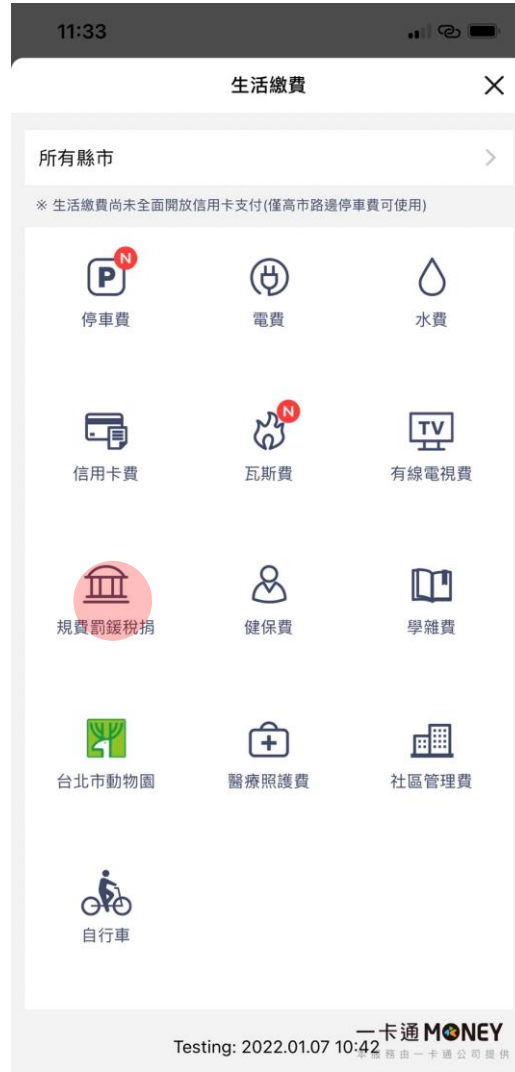 11:33
生活繳費
所有縣市
※ 生活繳費尚未全面開放信用卡支付(僅高市路邊停車費可使用)
P N
停車費 電費 水費
N TV
信用卡費 瓦斯費 有線電視費
規費罰鍰稅捐 健保費 學雜費
台北市動物園 醫療照護費 社區管理費
自行車
一卡通 MONEY
Testing: 2022.01.07 10:42
務由一卡通公司提供